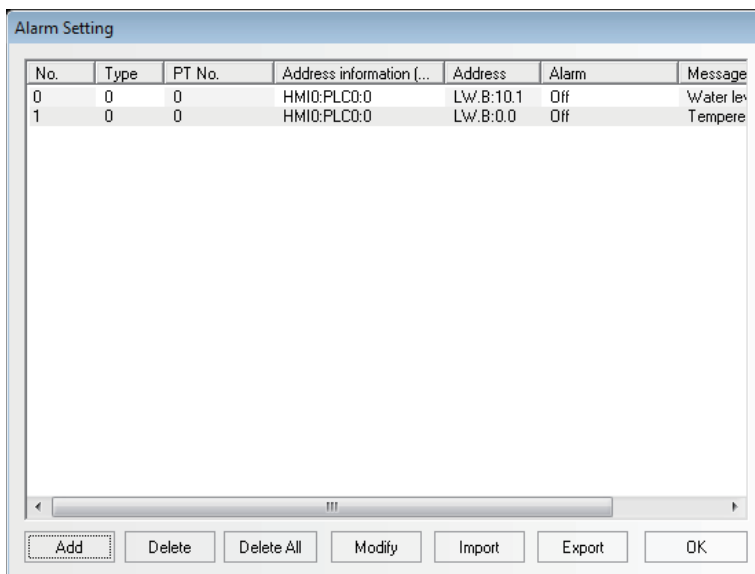 Alarm Setting
No. Type PT No. Address information (... Address Alarm Message
0 0 0 HMI0:PLC0:0 LW.B:10.1 Off Water lev
1 0 0 HMI0:PLC0:0 LW.B:0.0 Off Tempere
Add Delete Delete All Modify Import Export OK